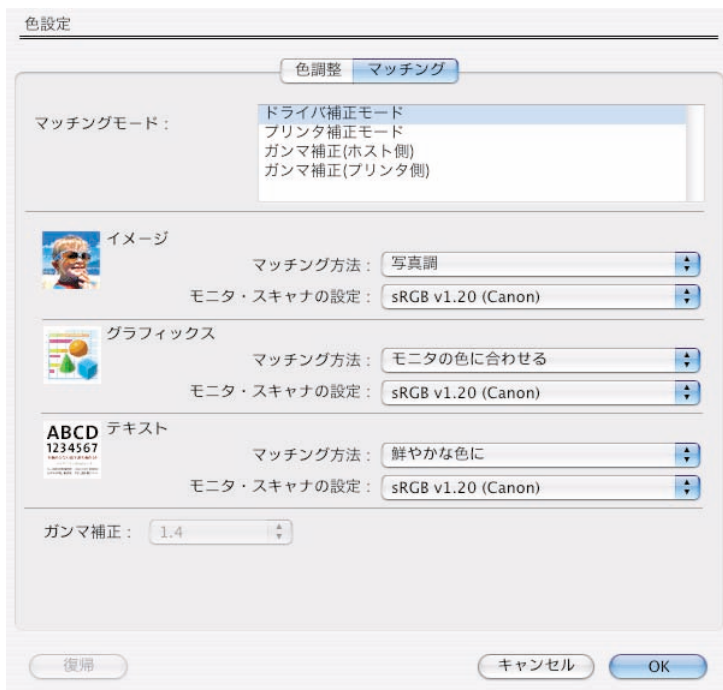 色設定
色調整 マッチング
マッチングモード：
ドライバ補正モード
プリンタ補正モード
ガンマ補正(ホスト側)
ガンマ補正(プリンタ側)
イメージ
マッチング方法： 写真調
モニタ・スキャナの設定： sRGB v1.20 (Canon)
グラフィックス
マッチング方法： モニタの色に合わせる
モニタ・スキャナの設定： sRGB v1.20 (Canon)
ABCD
1234567
テキスト
マッチング方法： 鮮やかな色に
モニタ・スキャナの設定： sRGB v1.20 (Canon)
ガンマ補正： 1.4
復帰 キャンセル OK